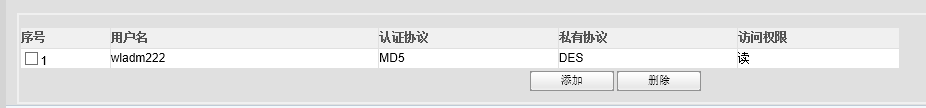 序号 用户名 认证协议 私有协议 访问权限
1 wladm222 MD5 DES 读
添加 删除